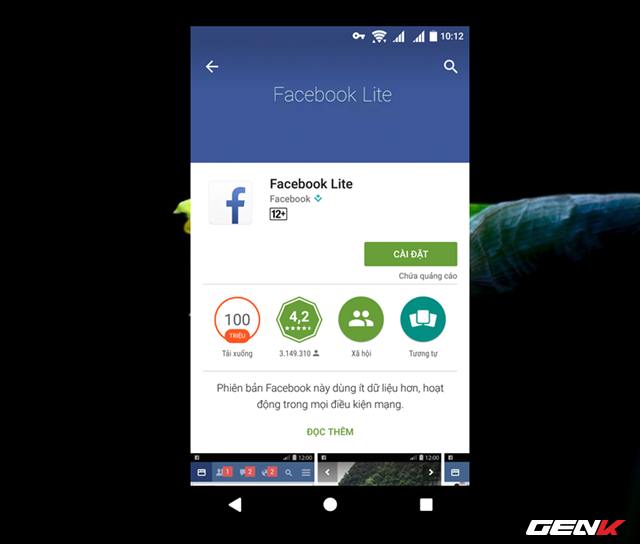 10:12
Facebook Lite
Facebook Lite
Facebook
12+
CÀI ĐẶT
Chứa quảng cáo
100
TRIỆU
4,2
Tải xuống
3.149.310
Xã hội
Tương tự
Phiên bản Facebook này dùng ít dữ liệu hơn, hoạt
động trong mọi điều kiện mạng.
ĐỌC THÊM
12:00
12:00
1
2
2
GENK